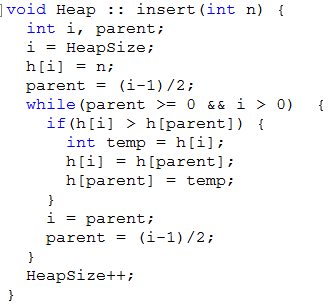 void Heap :: insert(int n) {
int i, parent;
i = HeapSize;
h[i] = n;
parent = (i-1)/2;
while(parent >= 0 && i > 0)  {
if(h[i] > h[parent]) {
int temp = h[i];
h[i] = h[parent];
h[parent] = temp;
}
i = parent;
parent = (i-1)/2;
}
HeapSize++;
}